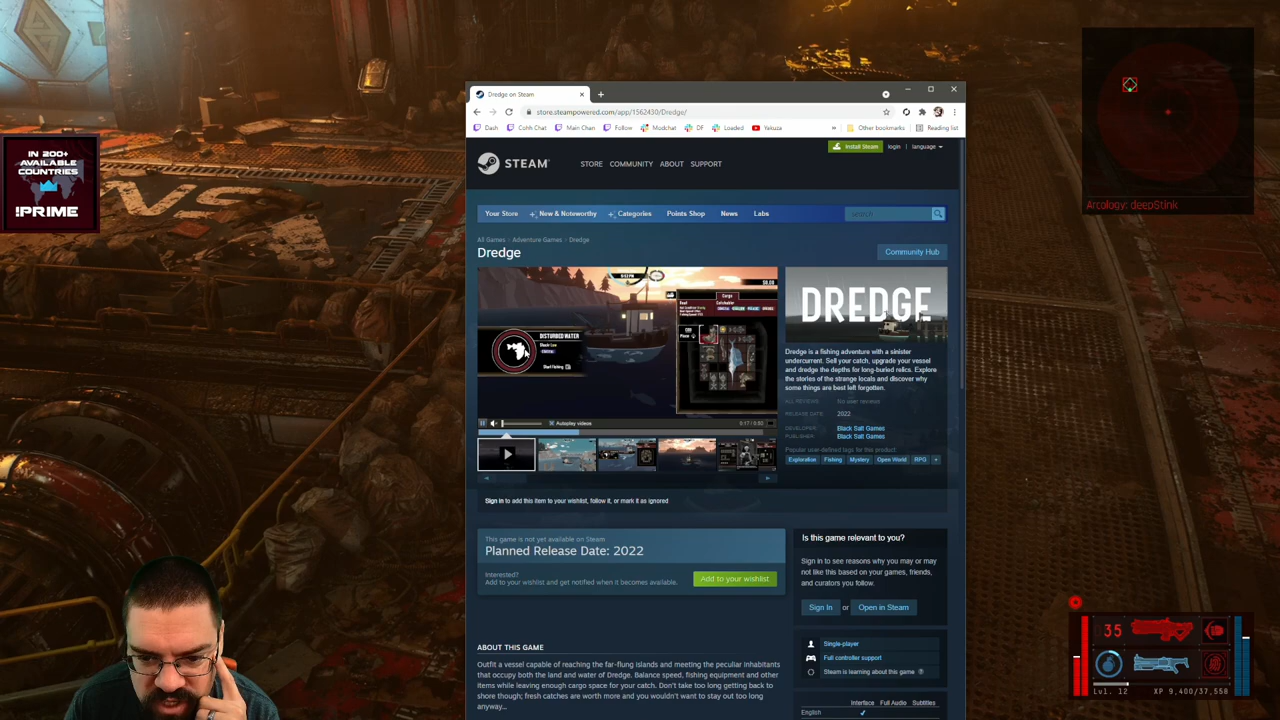 IN 200+
AVAILABLE
COUNTRIES
!PRIME
Arcology: deepStink
Dredge on Steam
store.steampowered.com/app/1562430/Dredge/
Dash
Cohh Chat
Main Chan
Follow
Modchat
DF
Loaded
Yakuza
»
Other bookmarks
Reading list
Install Steam
login
language
STEAM
STORE COMMUNITY ABOUT SUPPORT
Your Store
New & Noteworthy
Categories
Points Shop
News
Labs
search
All Games > Adventure Games > Dredge
Dredge
Community Hub
Cargo
$0.00
DISTURBED WATER
Start Fishing
Autoplay videos
0:17 / 0:50
DREDGE
Dredge is a fishing adventure with a sinister
undercurrent. Sell your catch, upgrade your vessel
and dredge the depths for long-buried relics. Explore
the stories of the strange locals and discover why
some things are best left forgotten.
ALL REVIEWS: No user reviews
RELEASE DATE: 2022
DEVELOPER: Black Salt Games
PUBLISHER: Black Salt Games
Popular user-defined tags for this product:
Exploration Fishing Mystery Open World RPG +
Sign in to add this item to your wishlist, follow it, or mark it as ignored
This game is not yet available on Steam
Planned Release Date: 2022
Interested?
Add to your wishlist and get notified when it becomes available.
Add to your wishlist
Is this game relevant to you?
Sign in to see reasons why you may or may
not like this based on your games, friends,
and curators you follow.
Sign In or Open in Steam
Single-player
Full controller support
Steam is learning about this game ?
Interface Full Audio Subtitles
English ✔
ABOUT THIS GAME
Outfit a vessel capable of reaching the far-flung islands and meeting the peculiar inhabitants
that occupy both the land and water of Dredge. Balance speed, fishing equipment and other
items while leaving enough cargo space for your catch. Don't take too long getting back to
shore though; fresh catches are worth more and you wouldn't want to stay out too long
anyway...
35
Lvl. 12
XP 9,400/37,558